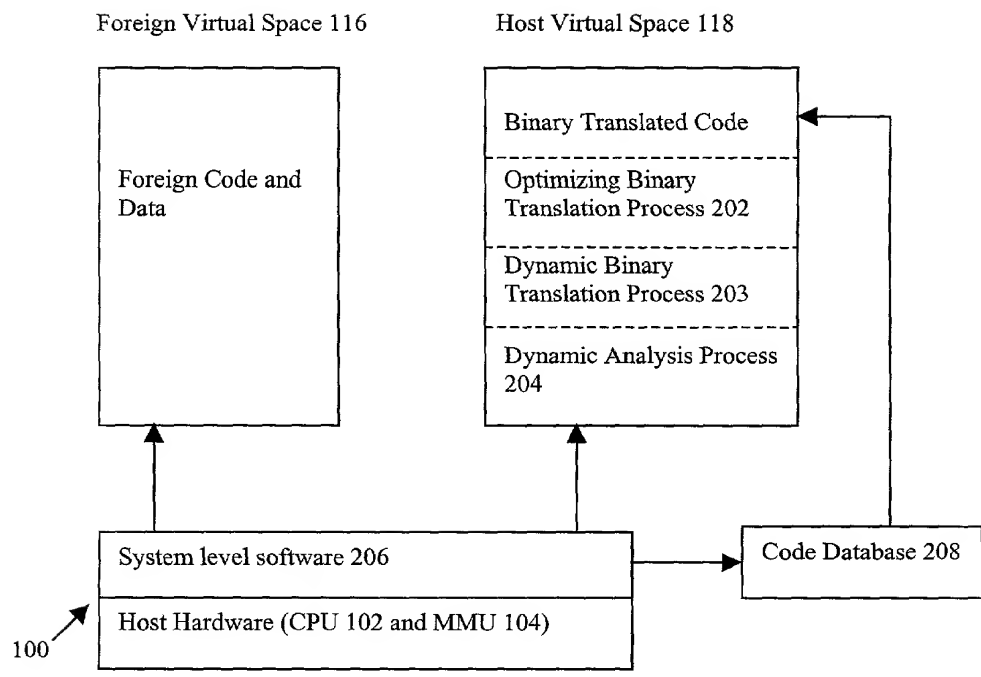 Foreign Virtual Space 116
Host Virtual Space 118
Foreign Code and
Data
Binary Translated Code
Optimizing Binary
Translation Process 202
Dynamic Binary
Translation Process 203
Dynamic Analysis Process
204
System level software 206
Code Database 208
Host Hardware (CPU 102 and MMU 104)
100